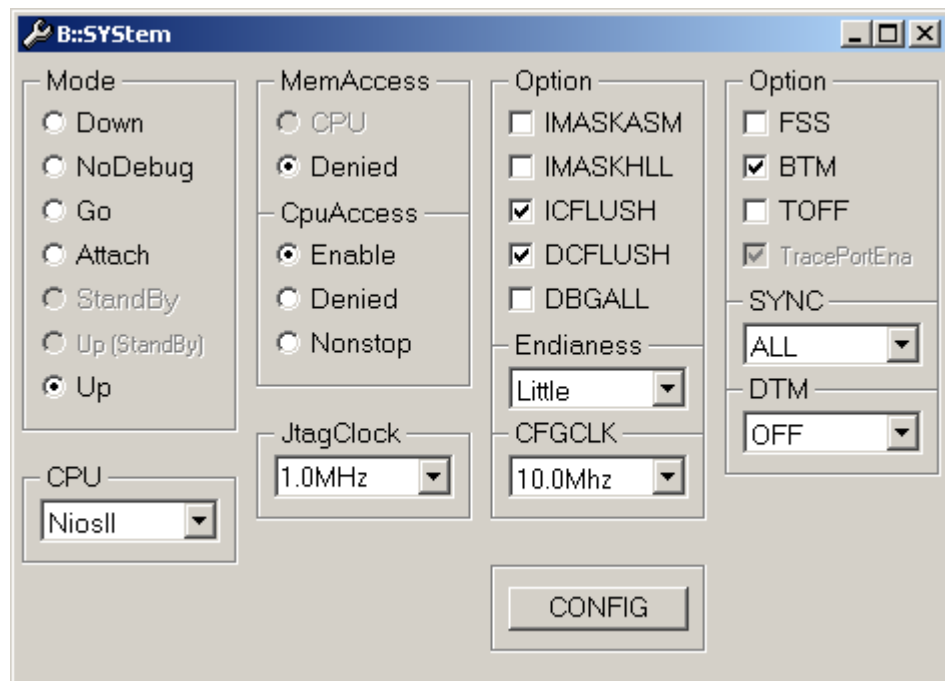 B::SYStem
Mode
Down
NoDebug
Go
Attach
StandBy
Up (StandBy)
Up
CPU
NiosII
MemAccess
CPU
Denied
CpuAccess
Enable
Denied
Nonstop
JtagClock
1.0MHz
Option
IMASKASM
IMASKHLL
ICFLUSH
DCFLUSH
DBGALL
Endianess
Little
CFGCLK
10.0Mhz
CONFIG
Option
FSS
BTM
TOFF
TracePortEna
SYNC
ALL
DTM
OFF